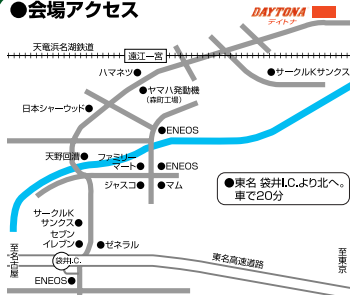 ●会場アクセス
DAYTONA
デイトナ
天竜浜名湖鉄道
遠江一宮
ハマネツ●
●サークルKサンクス
●ヤマハ発動機
(森町工場)
日本シャーウッド●
●ENEOS
天野回漕●
ファミリー
マート●
●ENEOS
ジャスコ●
●マム
●東名 袋井I.C.より北へ。
車で20分
サークルK
サンクス●
セブン
イレブン●
●ゼネラル
至名古屋
袋井I.C.
東名高速道路
至東京
ENEOS●